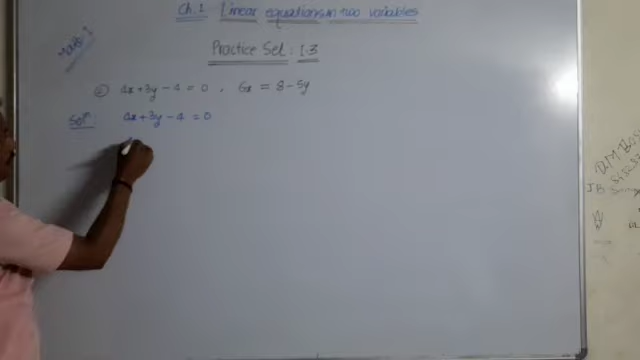 Ch.1 Linear equations in two variables
Maths-I
Practice Set : 1.3
4x+3y-4=0 , 6x = 8-5y
Solⁿ: 4x+3y-4=0